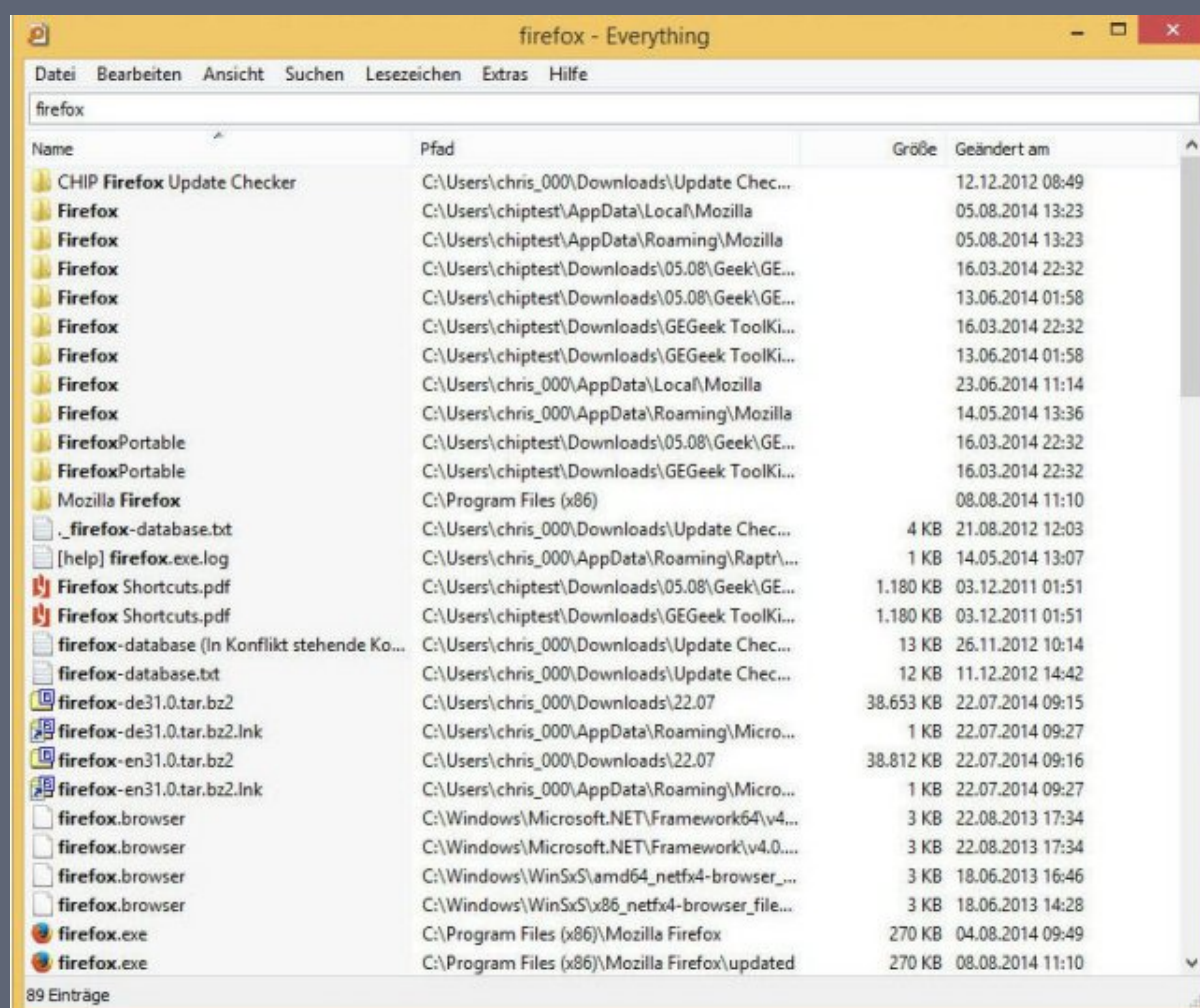 firefox - Everything
Datei Bearbeiten Ansicht Suchen Lesezeichen Extras Hilfe
firefox
Name Pfad Größe Geändert am
CHIP Firefox Update Checker C:\Users\chris_000\Downloads\Update Chec... 12.12.2012 08:49
Firefox C:\Users\chiptest\AppData\Local\Mozilla 05.08.2014 13:23
Firefox C:\Users\chiptest\AppData\Roaming\Mozilla 05.08.2014 13:23
Firefox C:\Users\chiptest\Downloads\05.08\Geek\GE... 16.03.2014 22:32
Firefox C:\Users\chiptest\Downloads\05.08\Geek\GE... 13.06.2014 01:58
Firefox C:\Users\chiptest\Downloads\GEGeek ToolKi... 16.03.2014 22:32
Firefox C:\Users\chiptest\Downloads\GEGeek ToolKi... 13.06.2014 01:58
Firefox C:\Users\chris_000\AppData\Local\Mozilla 23.06.2014 11:14
Firefox C:\Users\chris_000\AppData\Roaming\Mozilla 14.05.2014 13:36
FirefoxPortable C:\Users\chiptest\Downloads\05.08\Geek\GE... 16.03.2014 22:32
FirefoxPortable C:\Users\chiptest\Downloads\GEGeek ToolKi... 16.03.2014 22:32
Mozilla Firefox C:\Program Files (x86) 08.08.2014 11:10
._firefox-database.txt C:\Users\chris_000\Downloads\Update Chec... 4 KB 21.08.2012 12:03
[help] firefox.exe.log C:\Users\chris_000\AppData\Roaming\Raptr\... 1 KB 14.05.2014 13:07
Firefox Shortcuts.pdf C:\Users\chiptest\Downloads\05.08\Geek\GE... 1.180 KB 03.12.2011 01:51
Firefox Shortcuts.pdf C:\Users\chiptest\Downloads\GEGeek ToolKi... 1.180 KB 03.12.2011 01:51
firefox-database (In Konflikt stehende Ko... C:\Users\chris_000\Downloads\Update Chec... 13 KB 26.11.2012 10:14
firefox-database.txt C:\Users\chris_000\Downloads\Update Chec... 12 KB 11.12.2012 14:42
firefox-de31.0.tar.bz2 C:\Users\chris_000\Downloads\22.07 38.653 KB 22.07.2014 09:15
firefox-de31.0.tar.bz2.lnk C:\Users\chris_000\AppData\Roaming\Micro... 1 KB 22.07.2014 09:27
firefox-en31.0.tar.bz2 C:\Users\chris_000\Downloads\22.07 38.812 KB 22.07.2014 09:16
firefox-en31.0.tar.bz2.lnk C:\Users\chris_000\AppData\Roaming\Micro... 1 KB 22.07.2014 09:27
firefox.browser C:\Windows\Microsoft.NET\Framework64\v4... 3 KB 22.08.2013 17:34
firefox.browser C:\Windows\Microsoft.NET\Framework\v4.0.... 3 KB 22.08.2013 17:34
firefox.browser C:\Windows\WinSxS\amd64_netfx4-browser_... 3 KB 18.06.2013 16:46
firefox.browser C:\Windows\WinSxS\x86_netfx4-browser_file... 3 KB 18.06.2013 14:28
firefox.exe C:\Program Files (x86)\Mozilla Firefox 270 KB 04.08.2014 09:49
firefox.exe C:\Program Files (x86)\Mozilla Firefox\updated 270 KB 08.08.2014 11:10
89 Einträge